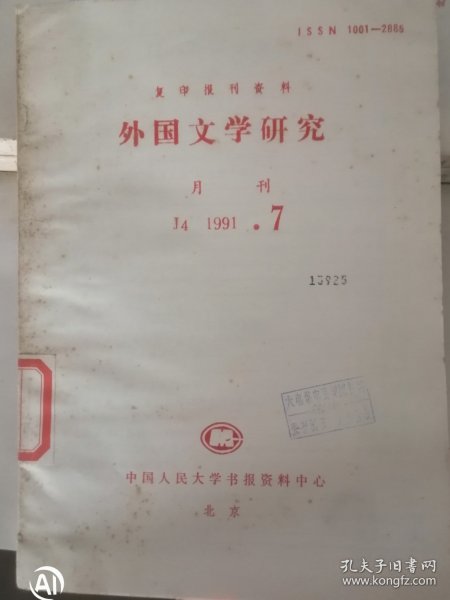 ISSN 1001-2886
复印报刊资料
外国文学研究
月刊
J4 1991 .7
中国人民大学书报资料中心
北京
AI
孔夫子旧书网
www.kongfz.com